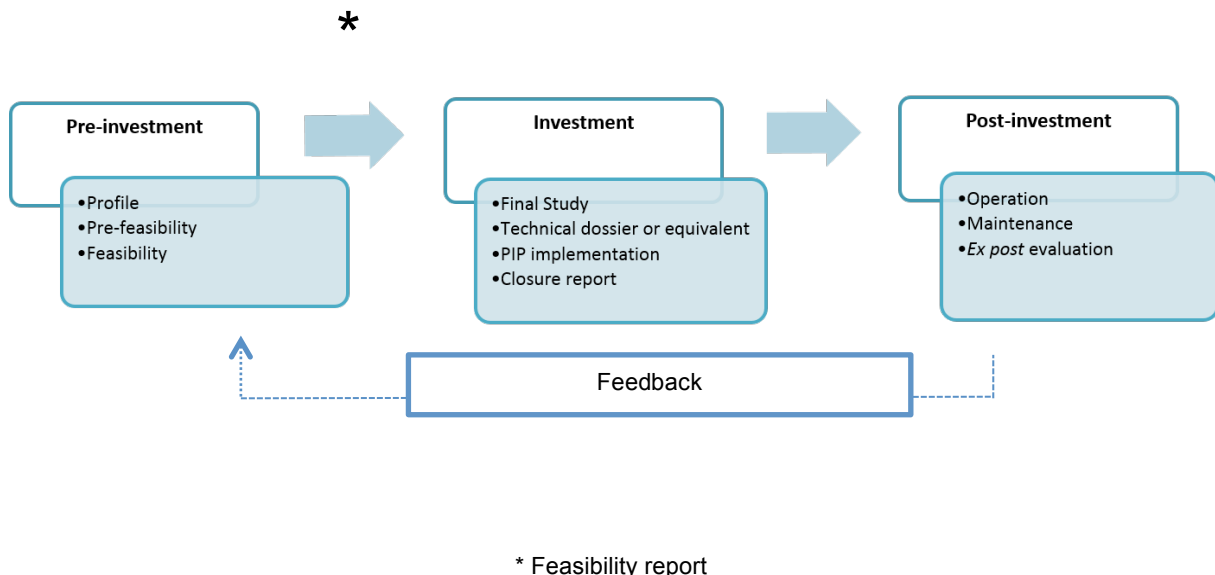 *
Pre-investment
•Profile
•Pre-feasibility
•Feasibility
Investment
•Final Study
•Technical dossier or equivalent
•PIP implementation
•Closure report
Post-investment
•Operation
•Maintenance
•Ex post evaluation
Feedback
* Feasibility report